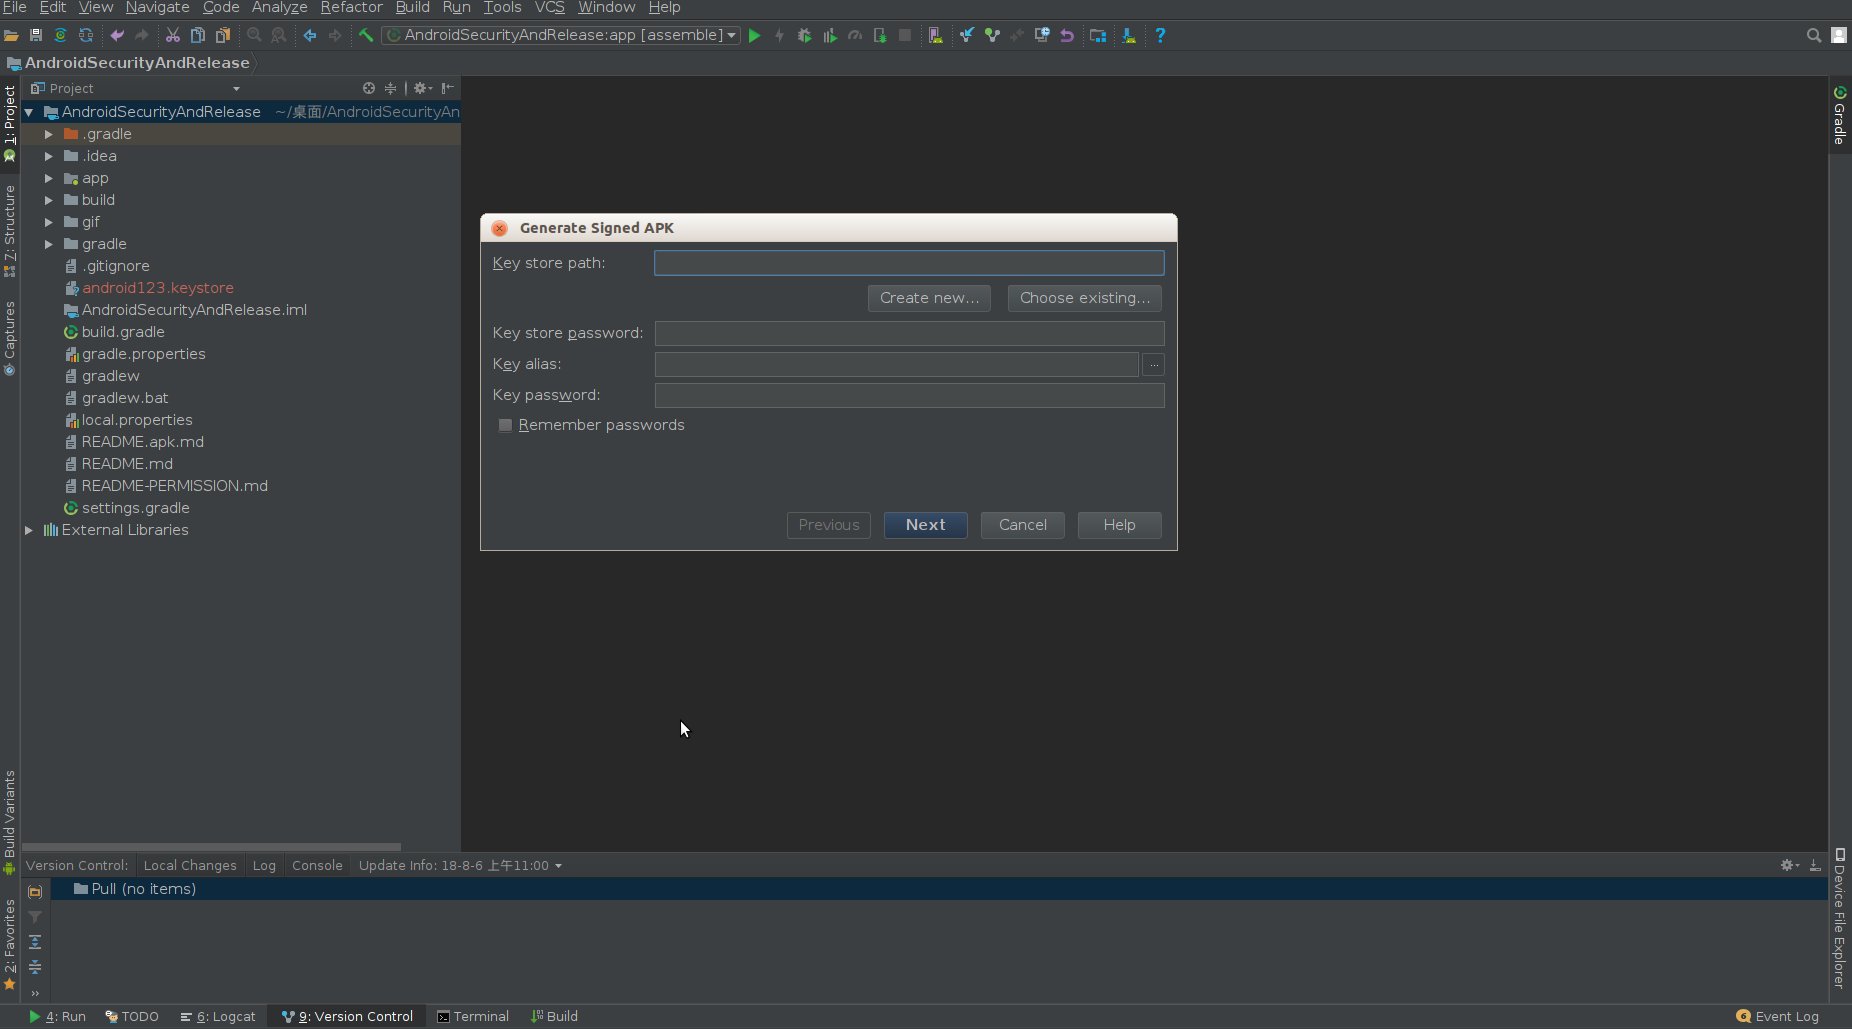 File Edit View Navigate Code Analyze Refactor Build Run Tools VCS Window Help
AndroidSecurityAndRelease:app [assemble]
AndroidSecurityAndRelease
Project
AndroidSecurityAndRelease ~/桌面/AndroidSecurityAn
.gradle
.idea
app
build
gif
gradle
.gitignore
android123.keystore
AndroidSecurityAndRelease.iml
build.gradle
gradle.properties
gradlew
gradlew.bat
local.properties
README.apk.md
README.md
README-PERMISSION.md
settings.gradle
External Libraries
1: Project
7: Structure
Captures
Build Variants
2: Favorites
Generate Signed APK
Key store path:
Create new... Choose existing...
Key store password:
Key alias: ...
Key password:
Remember passwords
Previous Next Cancel Help
Gradle
Device File Explorer
Version Control: Local Changes Log Console Update Info: 18-8-6 上午11:00
Pull (no items)
4: Run TODO 6: Logcat 9: Version Control Terminal Build 6 Event Log